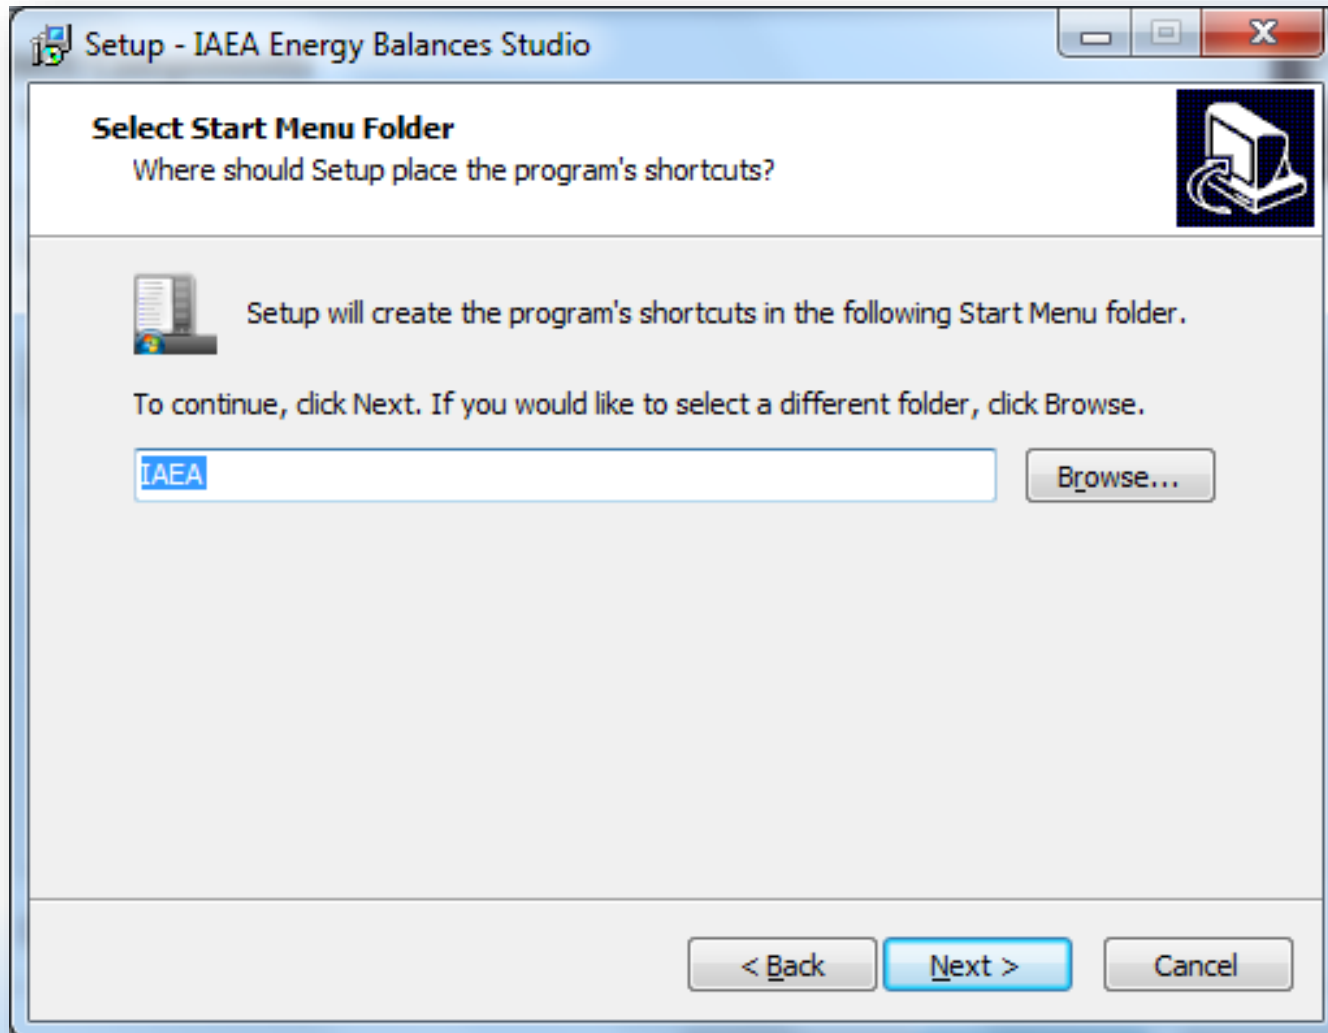 Setup - IAEA Energy Balances Studio
Select Start Menu Folder
Where should Setup place the program's shortcuts?
Setup will create the program's shortcuts in the following Start Menu folder.
To continue, click Next. If you would like to select a different folder, click Browse.
IAEA
Browse...
< Back
Next >
Cancel